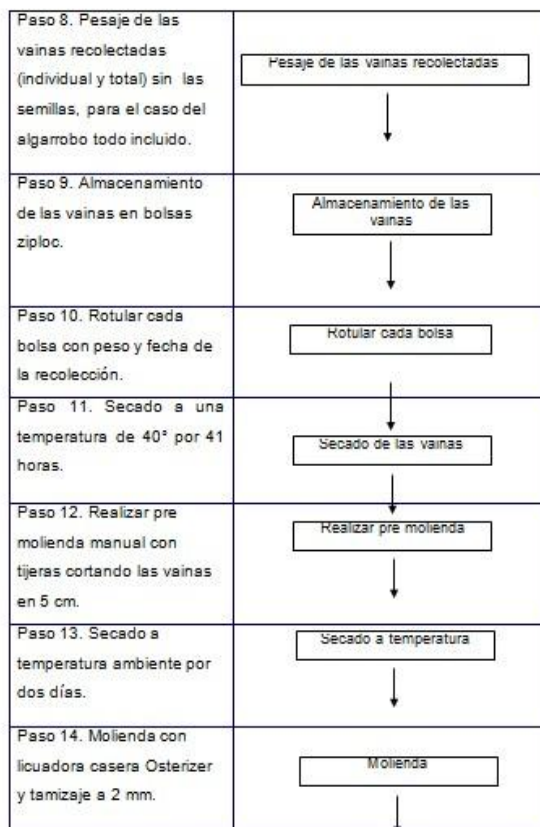 Paso 8. Pesaje de las
vainas recolectadas
(individual y total) sin las
semillas, para el caso del
algarrobo todo incluido.
Pesaje de las vainas recolectadas
Paso 9. Almacenamiento
de las vainas en bolsas
ziploc.
Almacenamiento de las
vainas
Paso 10. Rotular cada
bolsa con peso y fecha de
la recolección.
Rotular cada bolsa
Paso 11. Secado a una
temperatura de 40° por 41
horas.
Secado de las vainas
Paso 12. Realizar pre
molienda manual con
tijeras cortando las vainas
en 5 cm.
Realizar pre molienda
Paso 13. Secado a
temperatura ambiente por
dos días.
Secado a temperatura
Paso 14. Molienda con
licuadora casera Osterizer
y tamizaje a 2 mm.
Molienda